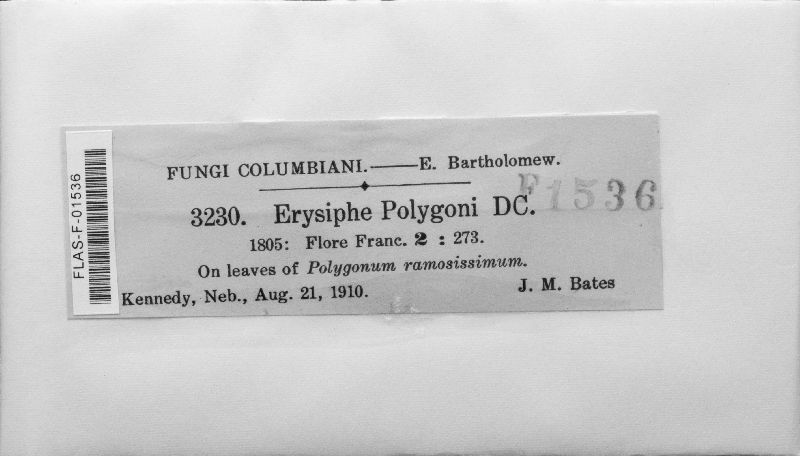 FLAS-F-01536
FUNGI COLUMBIANI.——E. Bartholomew.
F1536
3230. Erysiphe Polygoni DC.
1805: Flore Franc. 2 : 273.
On leaves of Polygonum ramosissimum.
Kennedy, Neb., Aug. 21, 1910. J. M. Bates